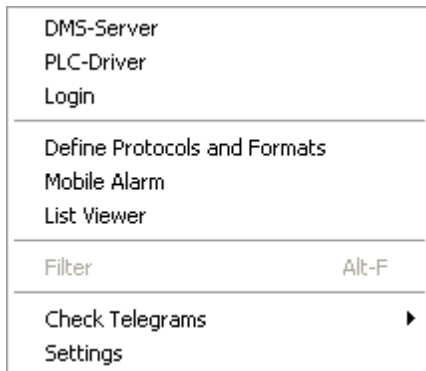 DMS-Server
PLC-Driver
Login
Define Protocols and Formats
Mobile Alarm
List Viewer
Filter Alt-F
Check Telegrams
Settings